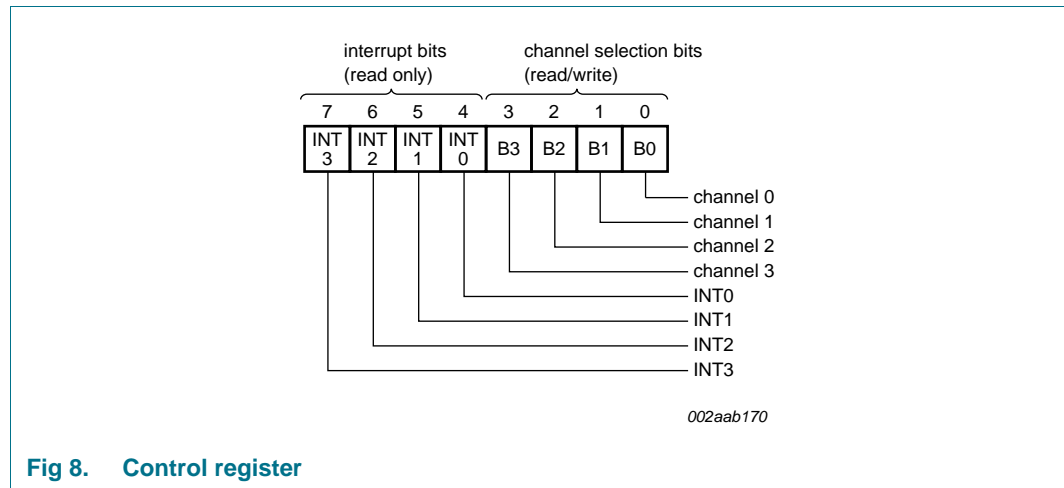 interrupt bits
(read only)
channel selection bits
(read/write)
7 6 5 4 3 2 1 0
INT 3 INT 2 INT 1 INT 0 B3 B2 B1 B0
channel 0
channel 1
channel 2
channel 3
INT0
INT1
INT2
INT3
002aab170
Fig 8. Control register